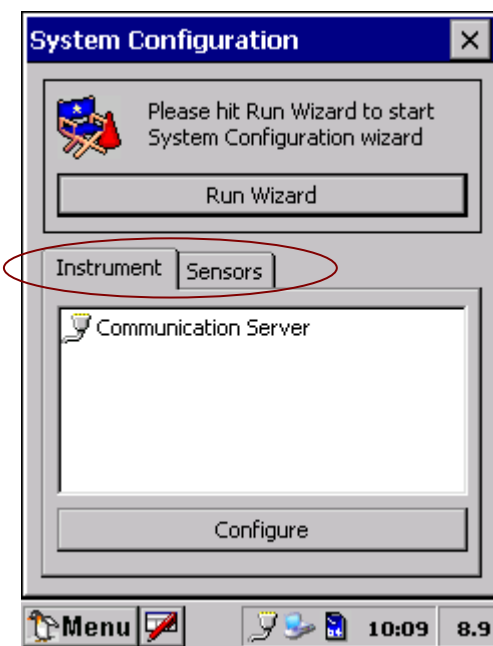 System Configuration
Please hit Run Wizard to start
System Configuration wizard
Run Wizard
Instrument Sensors
Communication Server
Configure
Menu 10:09 8.9